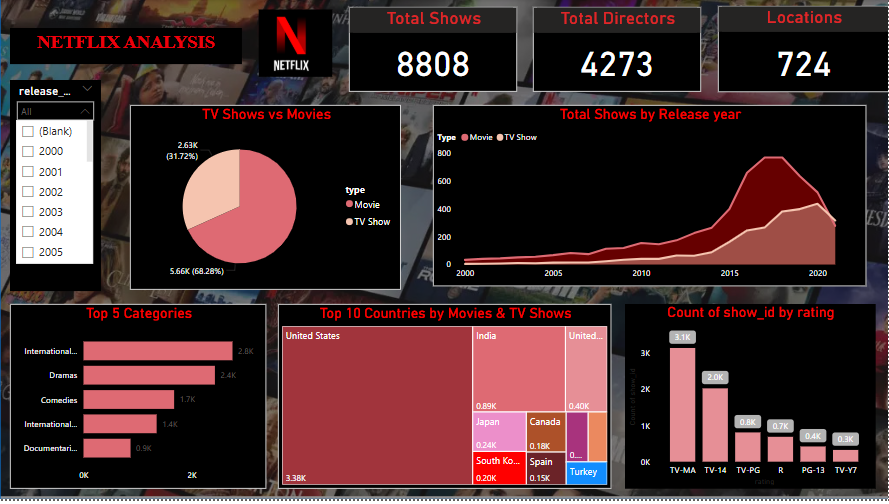 NETFLIX ANALYSIS
NETFLIX
Total Shows
8808
Total Directors
4273
Locations
724
release_...
All
(Blank)
2000
2001
2002
2003
2004
2005
TV Shows vs Movies
2.63K
(31.72%)
5.66K (68.28%)
type
Movie
TV Show
Total Shows by Release year
Type Movie TV Show
800
600
400
200
0
2000 2005 2010 2015 2020
Top 5 Categories
International... 2.8K
Dramas 2.4K
Comedies 1.7K
International... 1.4K
Documentari... 0.9K
0K 2K
Top 10 Countries by Movies & TV Shows
United States
3.38K
India
0.89K
United...
0.40K
Japan
0.24K
Canada
0.18K
South Ko...
0.20K
Spain
0.15K
0....
Turkey
Count of show_id by rating
Count of show_id
3K
2K
1K
0K
3.1K
2.0K
0.8K
0.7K
0.4K
0.3K
TV-MA TV-14 TV-PG R PG-13 TV-Y7
rating